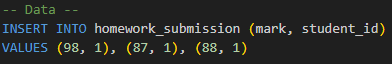 -- Data --
INSERT INTO homework_submission (mark, student_id)
VALUES (98, 1), (87, 1), (88, 1)